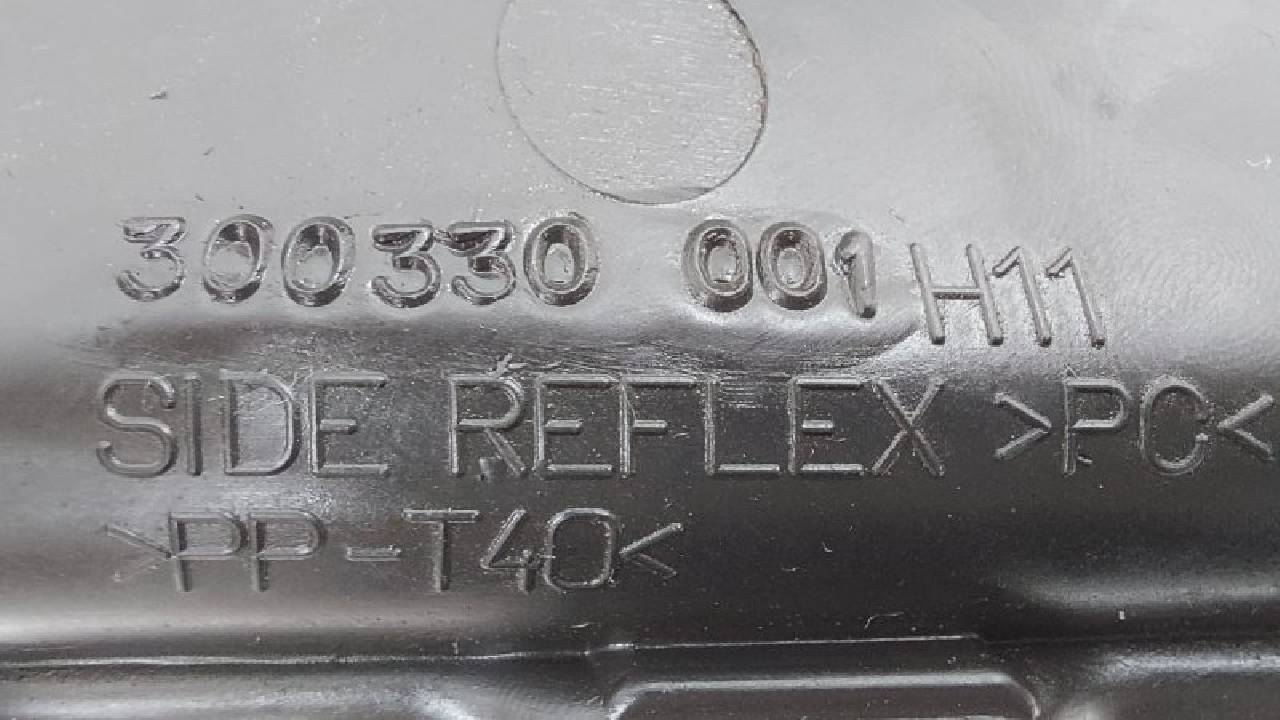 300330 001 H11
SIDE REFLEX >PC<
>PP-T40<